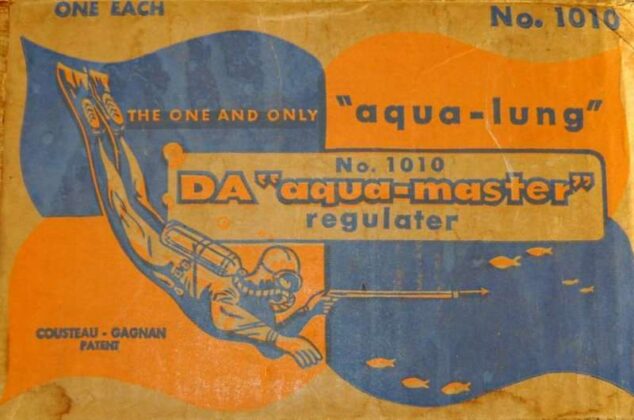 ONE EACH
No. 1010
THE ONE AND ONLY "aqua-lung"
No. 1010
DA "aqua-master"
regulater
COUSTEAU - GAGNAN
PATENT